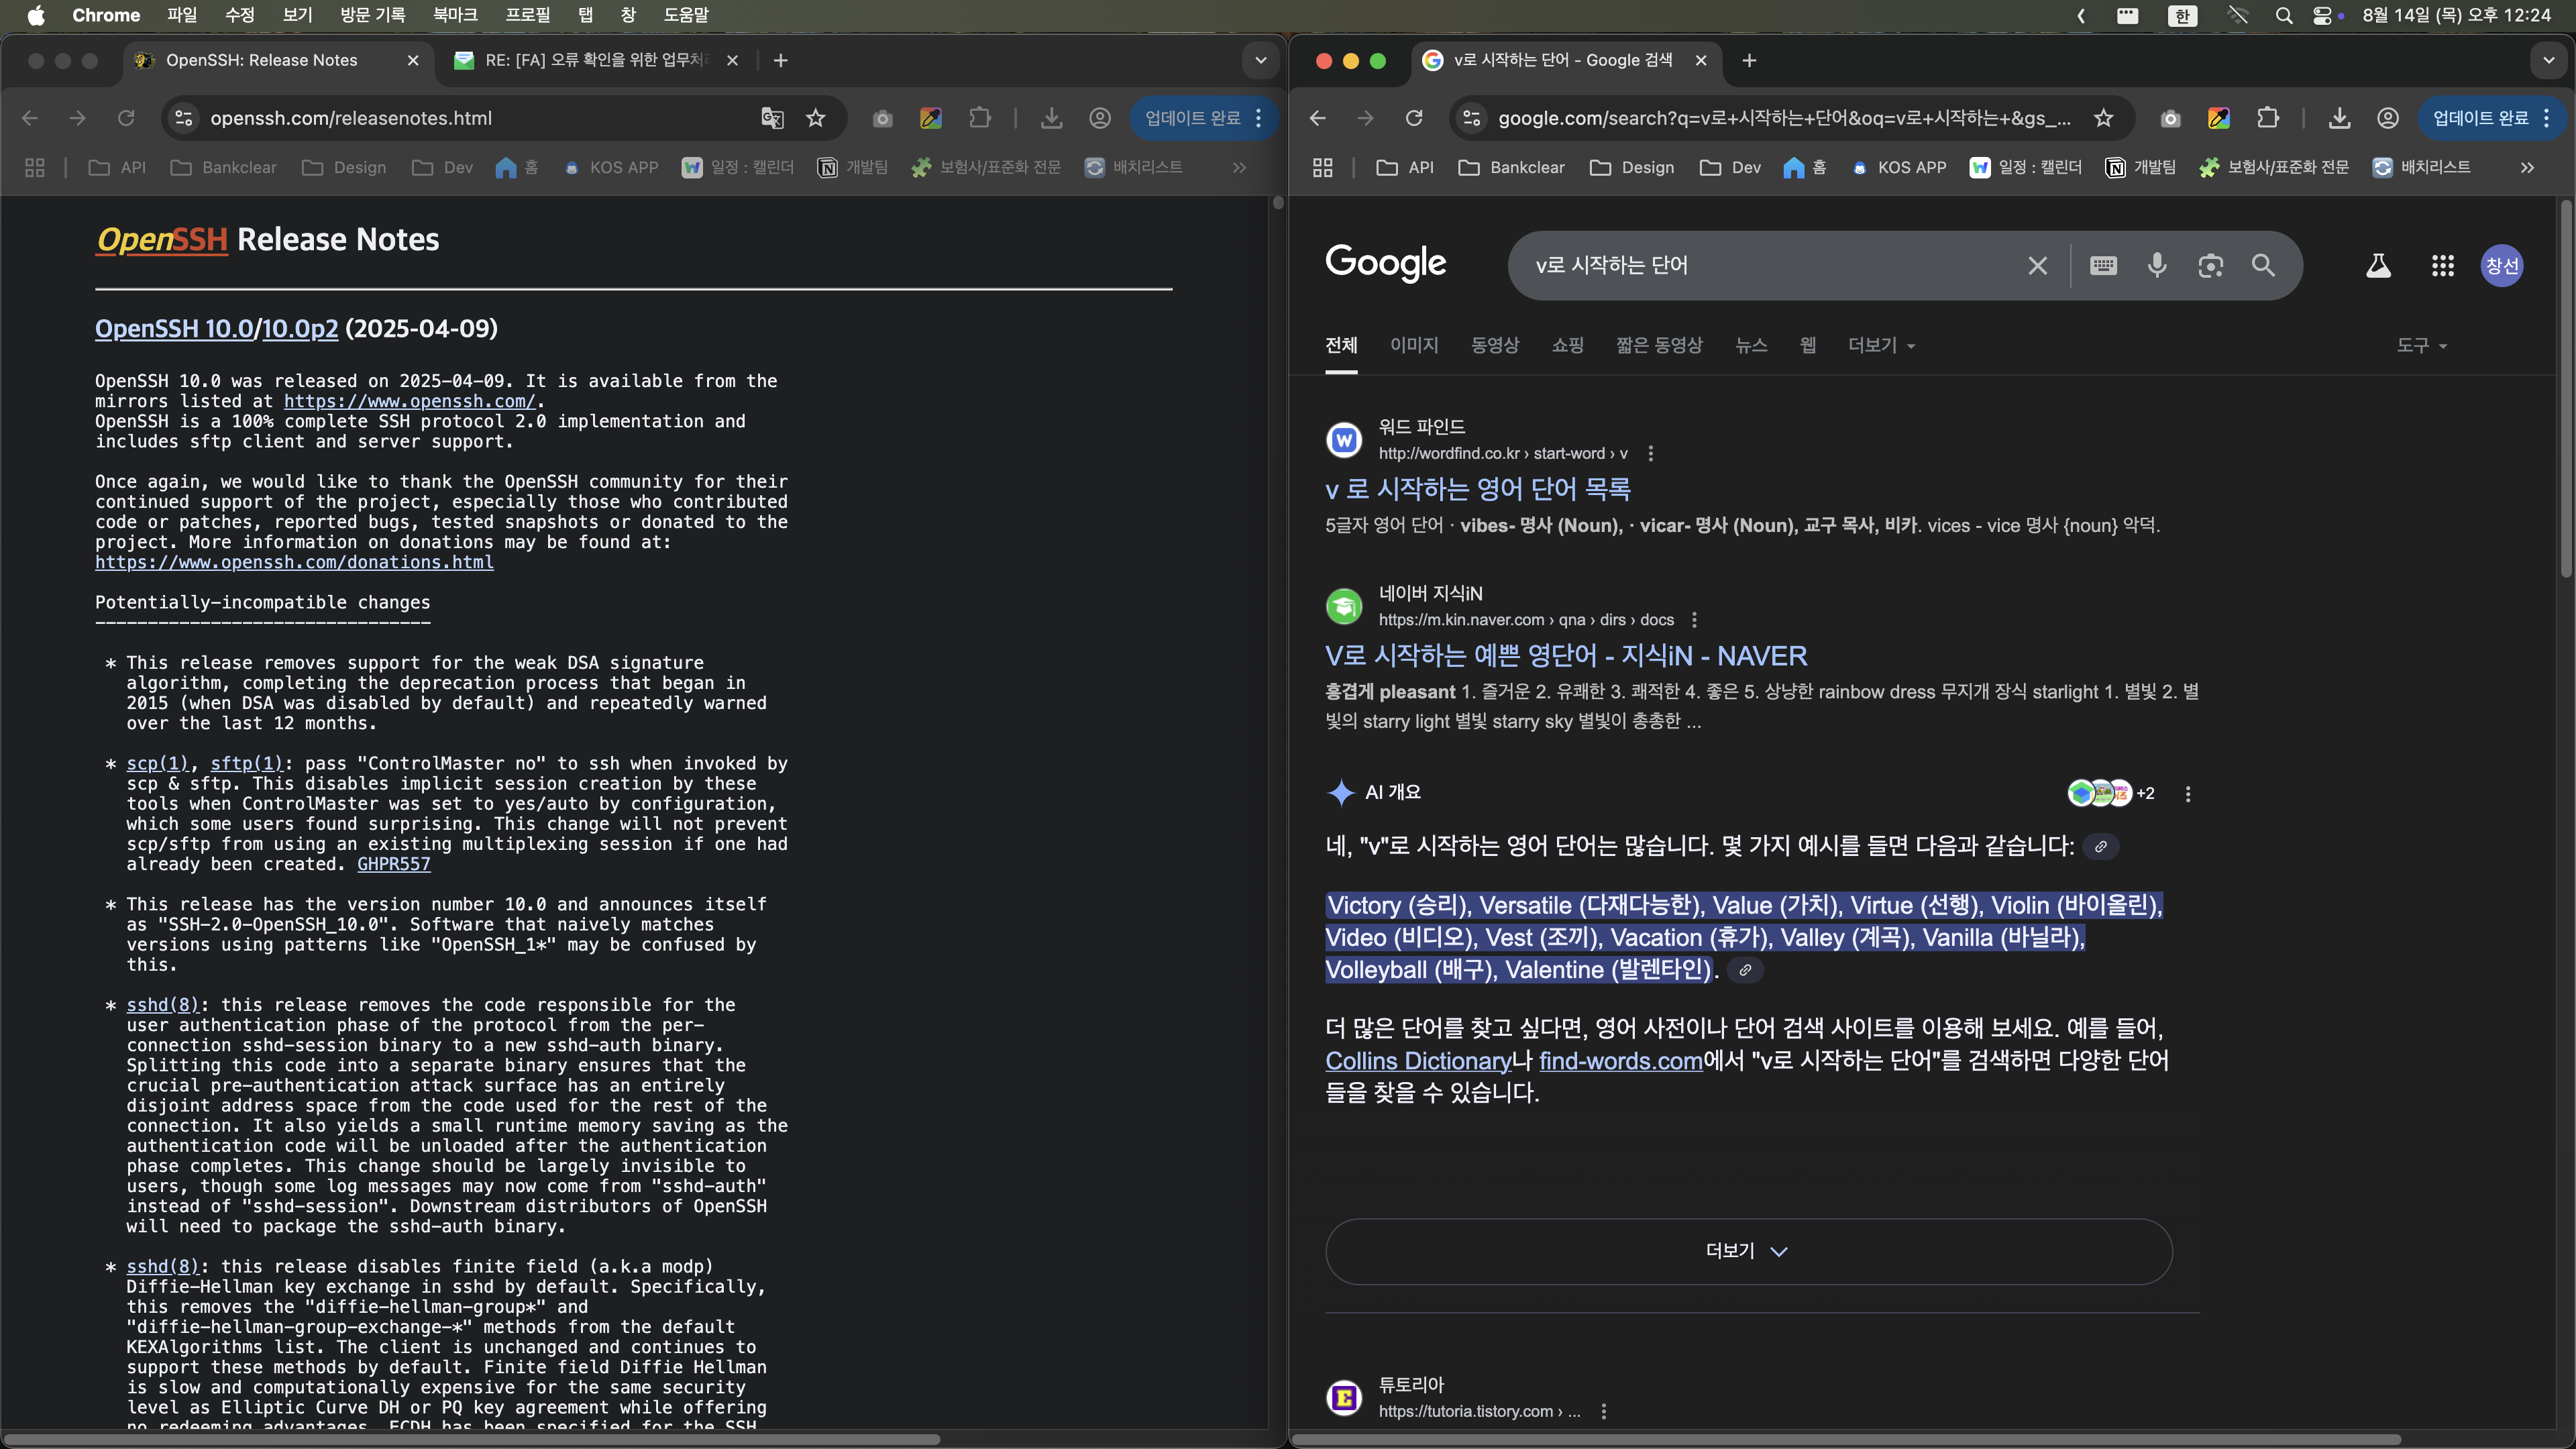 Chrome 파일 수정 보기 방문 기록 북마크 프로필 탭 창 도움말
한 8월 14일 (목) 오후 12:24
OpenSSH: Release Notes
RE: [FA] 오류 확인을 위한 업무처리
openssh.com/releasenotes.html
업데이트 완료
API Bankclear Design Dev 홈 KOS APP 일정 : 캘린더 개발팀 보험사/표준화 전문 배치리스트
OpenSSH Release Notes
OpenSSH 10.0/10.0p2 (2025-04-09)
OpenSSH 10.0 was released on 2025-04-09. It is available from the
mirrors listed at https://www.openssh.com/.
OpenSSH is a 100% complete SSH protocol 2.0 implementation and
includes sftp client and server support.
Once again, we would like to thank the OpenSSH community for their
continued support of the project, especially those who contributed
code or patches, reported bugs, tested snapshots or donated to the
project. More information on donations may be found at:
https://www.openssh.com/donations.html
Potentially-incompatible changes
--------------------------------
* This release removes support for the weak DSA signature
algorithm, completing the deprecation process that began in
2015 (when DSA was disabled by default) and repeatedly warned
over the last 12 months.
* scp(1), sftp(1): pass "ControlMaster no" to ssh when invoked by
scp & sftp. This disables implicit session creation by these
tools when ControlMaster was set to yes/auto by configuration,
which some users found surprising. This change will not prevent
scp/sftp from using an existing multiplexing session if one had
already been created. GHPR557
* This release has the version number 10.0 and announces itself
as "SSH-2.0-OpenSSH_10.0". Software that naively matches
versions using patterns like "OpenSSH_1*" may be confused by
this.
* sshd(8): this release removes the code responsible for the
user authentication phase of the protocol from the per-
connection sshd-session binary to a new sshd-auth binary.
Splitting this code into a separate binary ensures that the
crucial pre-authentication attack surface has an entirely
disjoint address space from the code used for the rest of the
connection. It also yields a small runtime memory saving as the
authentication code will be unloaded after the authentication
phase completes. This change should be largely invisible to
users, though some log messages may now come from "sshd-auth"
instead of "sshd-session". Downstream distributors of OpenSSH
will need to package the sshd-auth binary.
* sshd(8): this release disables finite field (a.k.a modp)
Diffie-Hellman key exchange in sshd by default. Specifically,
this removes the "diffie-hellman-group*" and
"diffie-hellman-group-exchange-*" methods from the default
KEXAlgorithms list. The client is unchanged and continues to
support these methods by default. Finite field Diffie Hellman
is slow and computationally expensive for the same security
level as Elliptic Curve DH or PQ key agreement while offering
no redeeming advantages. ECDH has been specified for the SSH
v로 시작하는 단어 - Google 검색
google.com/search?q=v로+시작하는+단어&oq=v로+시작하는+&gs_...
업데이트 완료
API Bankclear Design Dev 홈 KOS APP 일정 : 캘린더 개발팀 보험사/표준화 전문 배치리스트
Google
v로 시작하는 단어
창선
전체 이미지 동영상 쇼핑 짧은 동영상 뉴스 웹 더보기 도구
워드 파인드
http://wordfind.co.kr › start-word › v
v 로 시작하는 영어 단어 목록
5글자 영어 단어 · vibes- 명사 (Noun), · vicar- 명사 (Noun), 교구 목사, 비카. vices - vice 명사 {noun} 악덕.
네이버 지식iN
https://m.kin.naver.com › qna › dirs › docs
V로 시작하는 예쁜 영단어 - 지식iN - NAVER
흥겹게 pleasant 1. 즐거운 2. 유쾌한 3. 쾌적한 4. 좋은 5. 상냥한 rainbow dress 무지개 장식 starlight 1. 별빛 2. 별
빛의 starry light 별빛 starry sky 별빛이 총총한 ...
AI 개요
+2
네, "v"로 시작하는 영어 단어는 많습니다. 몇 가지 예시를 들면 다음과 같습니다:
Victory (승리), Versatile (다재다능한), Value (가치), Virtue (선행), Violin (바이올린),
Video (비디오), Vest (조끼), Vacation (휴가), Valley (계곡), Vanilla (바닐라),
Volleyball (배구), Valentine (발렌타인).
더 많은 단어를 찾고 싶다면, 영어 사전이나 단어 검색 사이트를 이용해 보세요. 예를 들어,
Collins Dictionary나 find-words.com에서 "v로 시작하는 단어"를 검색하면 다양한 단어
들을 찾을 수 있습니다.
더보기
튜토리아
https://tutoria.tistory.com › ...